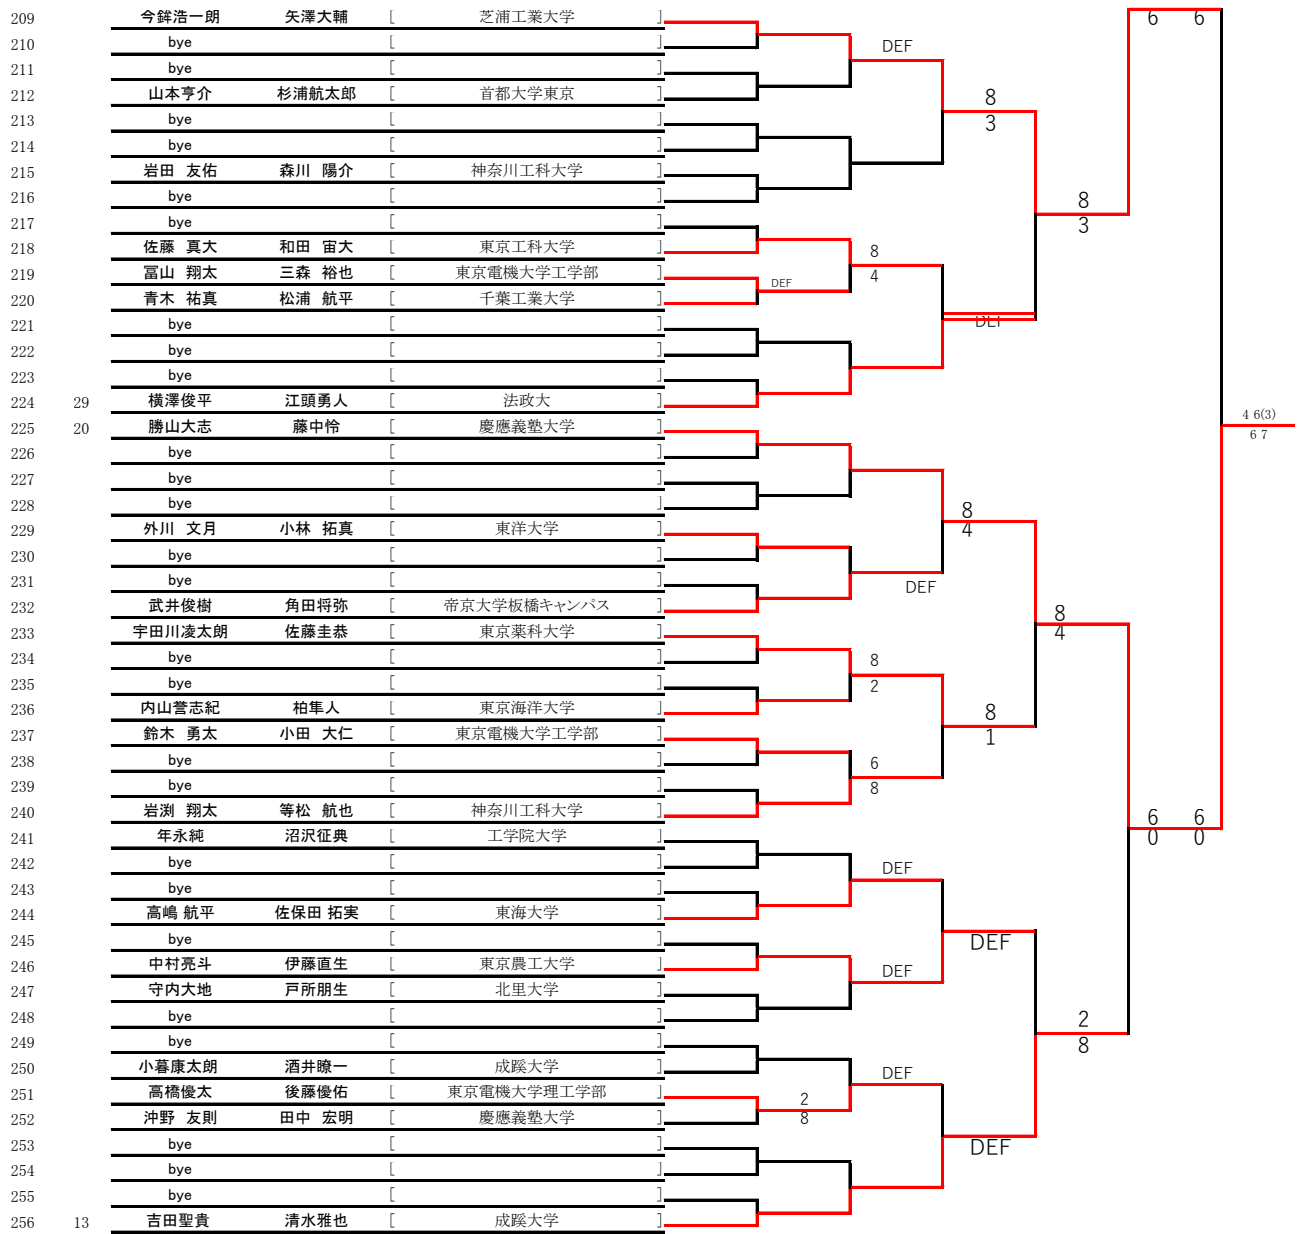 209 今鉾浩一朗 矢澤大輔 [ 芝浦工業大学 ] 6 6
210 bye [ ] DEF
211 bye [ ]
212 山本亨介 杉浦航太郎 [ 首都大学東京 ] 8
213 bye [ ] 3
214 bye [ ]
215 岩田 友佑 森川 陽介 [ 神奈川工科大学 ]
216 bye [ ] 8
217 bye [ ] 3
218 佐藤 真大 和田 宙大 [ 東京工科大学 ] 8
219 冨山 翔太 三森 裕也 [ 東京電機大学工学部 ] DEF 4
220 青木 祐真 松浦 航平 [ 千葉工業大学 ]
221 bye [ ] DEF
222 bye [ ]
223 bye [ ]
224 29 横澤俊平 江頭勇人 [ 法政大 ] 4 6(3)
225 20 勝山大志 藤中怜 [ 慶應義塾大学 ] 6 7
226 bye [ ]
227 bye [ ]
228 bye [ ] 8
229 外川 文月 小林 拓真 [ 東洋大学 ] 4
230 bye [ ]
231 bye [ ] DEF
232 武井俊樹 角田将弥 [ 帝京大学板橋キャンパス ] 8
233 宇田川凌太朗 佐藤圭恭 [ 東京薬科大学 ] 4
234 bye [ ] 8
235 bye [ ] 2
236 内山誉志紀 柏隼人 [ 東京海洋大学 ] 8
237 鈴木 勇太 小田 大仁 [ 東京電機大学工学部 ] 1
238 bye [ ] 6
239 bye [ ] 8
240 岩渕 翔太 等松 航也 [ 神奈川工科大学 ] 6 6
241 年永純 沼沢征典 [ 工学院大学 ] 0 0
242 bye [ ] DEF
243 bye [ ]
244 高嶋 航平 佐保田 拓実 [ 東海大学 ]
245 bye [ ] DEF
246 中村亮斗 伊藤直生 [ 東京農工大学 ] DEF
247 守内大地 戸所朋生 [ 北里大学 ]
248 bye [ ] 2
249 bye [ ] 8
250 小暮康太朗 酒井瞭一 [ 成蹊大学 ] DEF
251 高橋優太 後藤優佑 [ 東京電機大学理工学部 ] 2
252 沖野 友則 田中 宏明 [ 慶應義塾大学 ] 8
253 bye [ ] DEF
254 bye [ ]
255 bye [ ]
256 13 吉田聖貴 清水雅也 [ 成蹊大学 ]